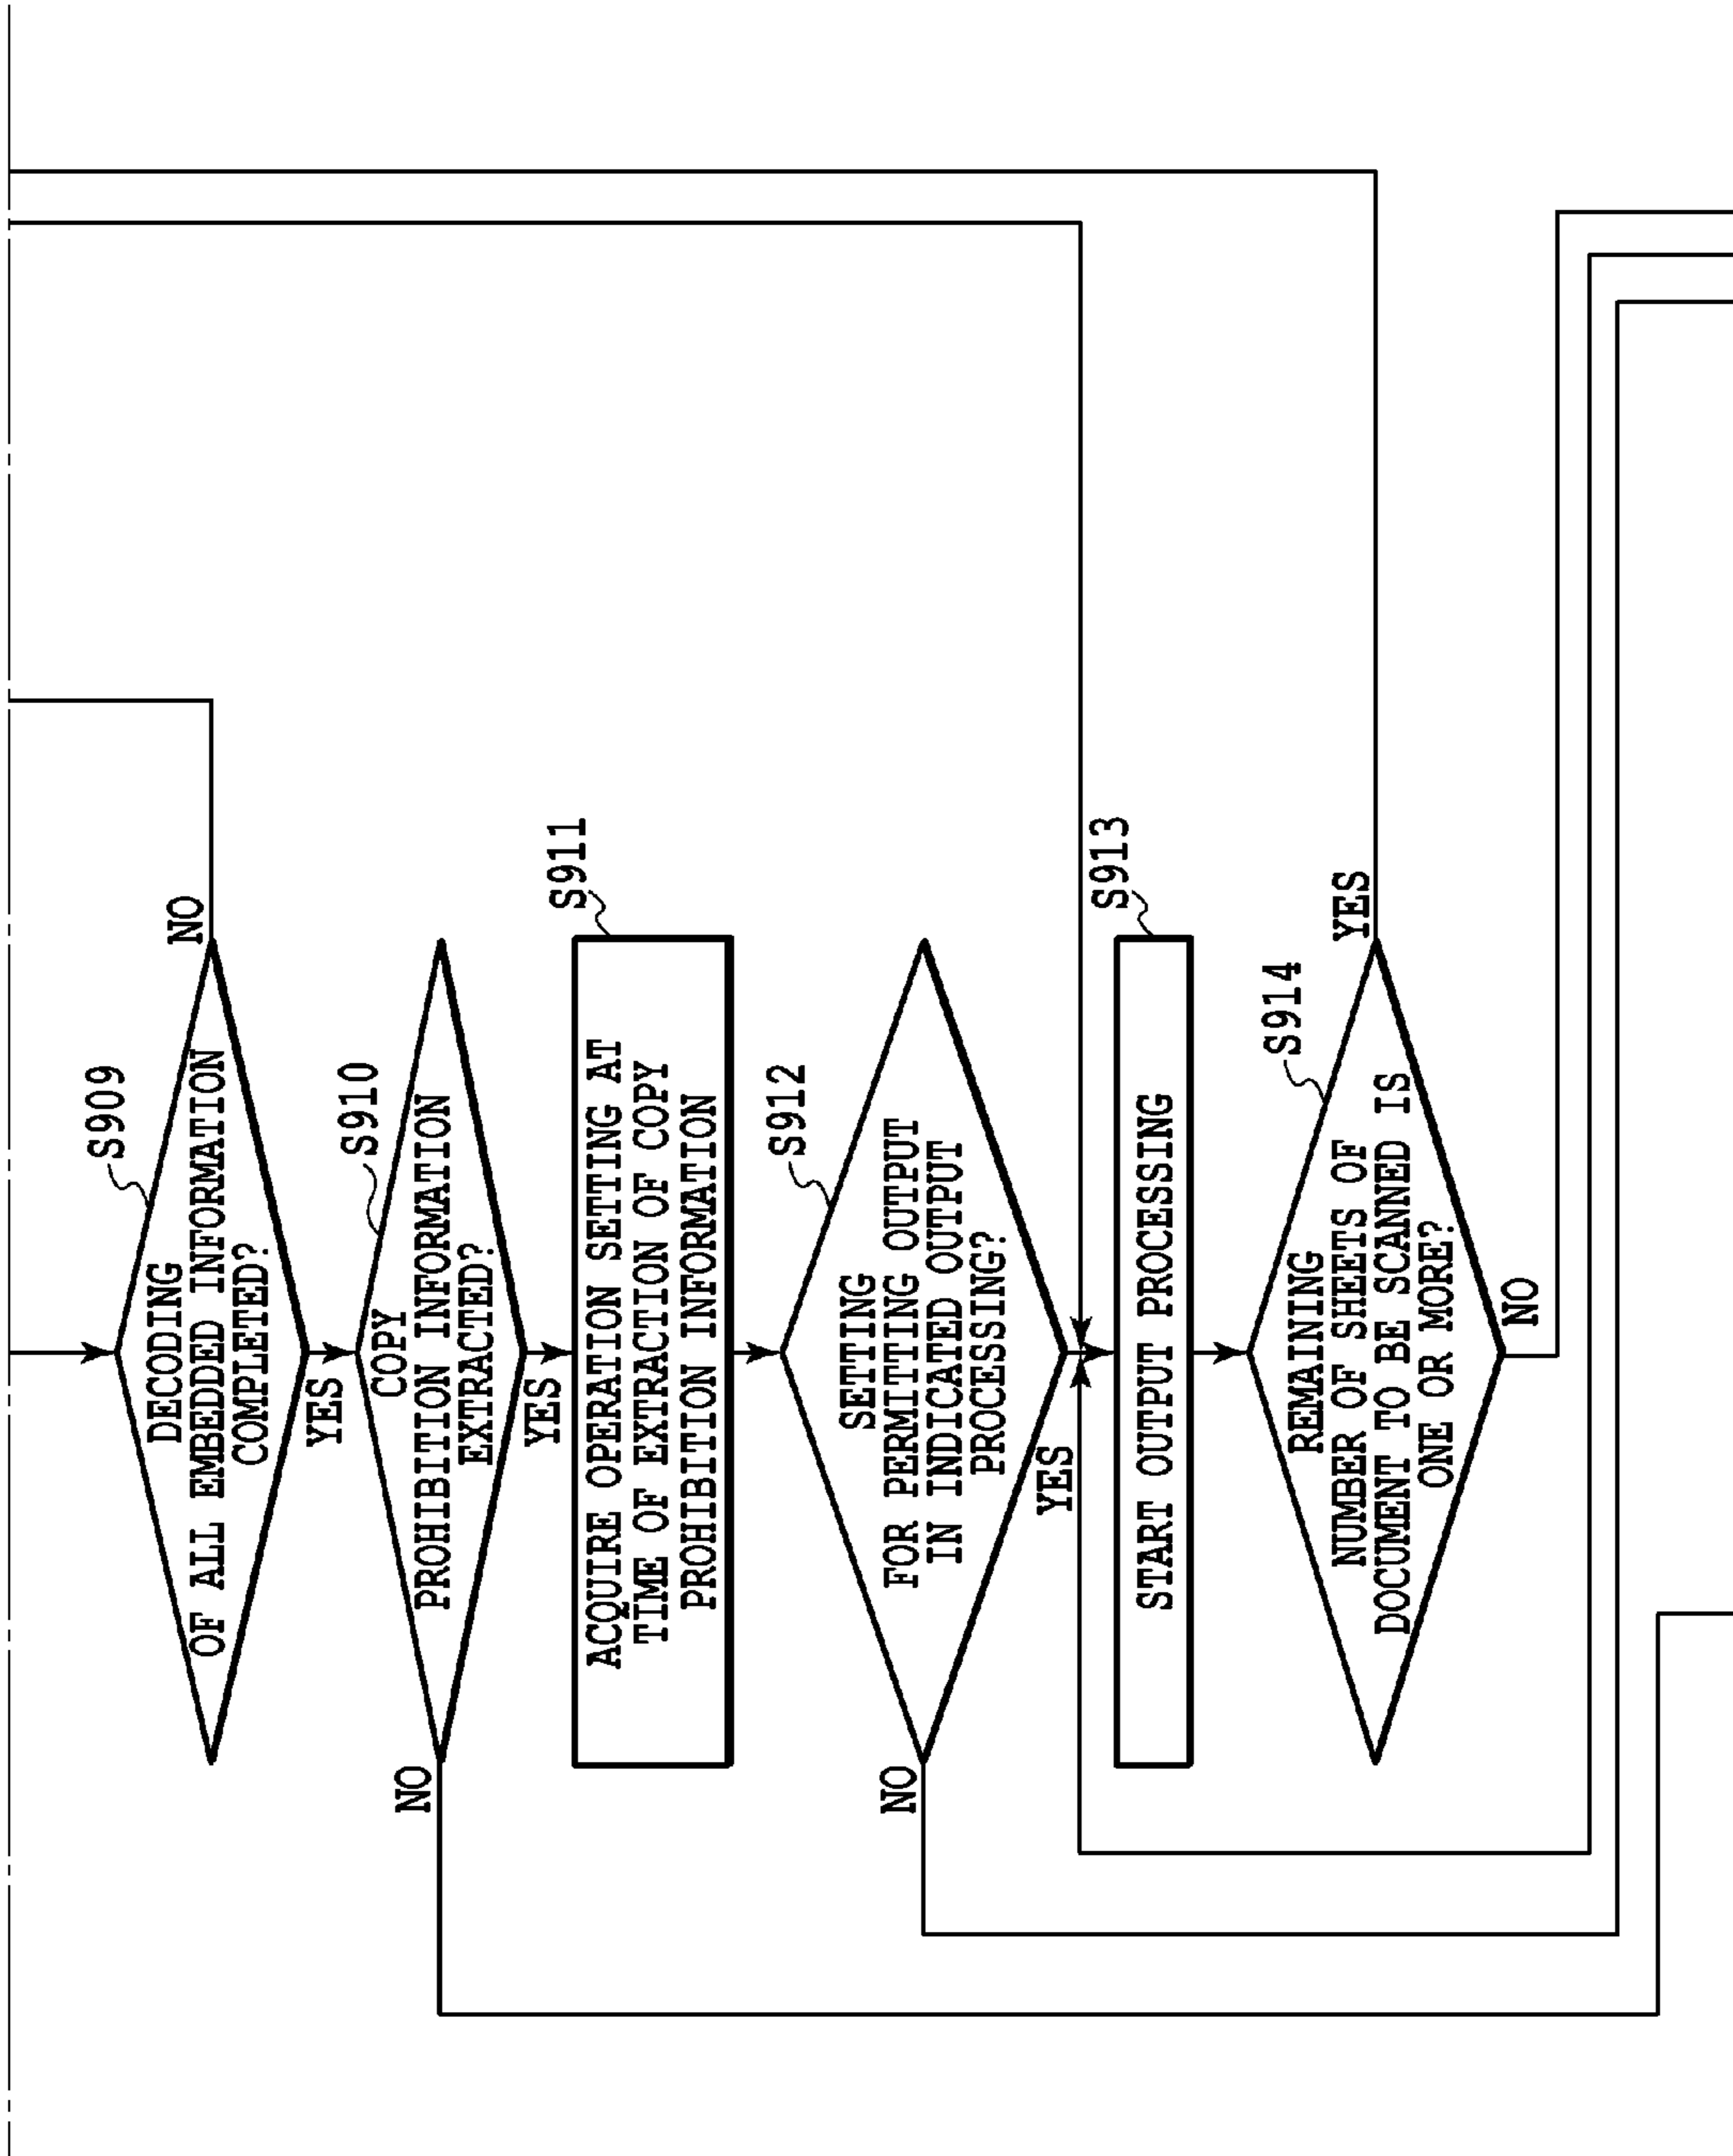 S909
DECODING
OF ALL EMBEDDED INFORMATION
COMPLETED?
NO
YES
S910
COPY
PROHIBITION INFORMATION
EXTRACTED?
NO
YES
S911
ACQUIRE OPERATION SETTING AT
TIME OF EXTRACTION OF COPY
PROHIBITION INFORMATION
S912
SETTING
FOR PERMITTING OUTPUT
IN INDICATED OUTPUT
PROCESSING?
NO
YES
S913
START OUTPUT PROCESSING
S914
REMAINING
NUMBER OF SHEETS OF
DOCUMENT TO BE SCANNED IS
ONE OR MORE?
YES
NO